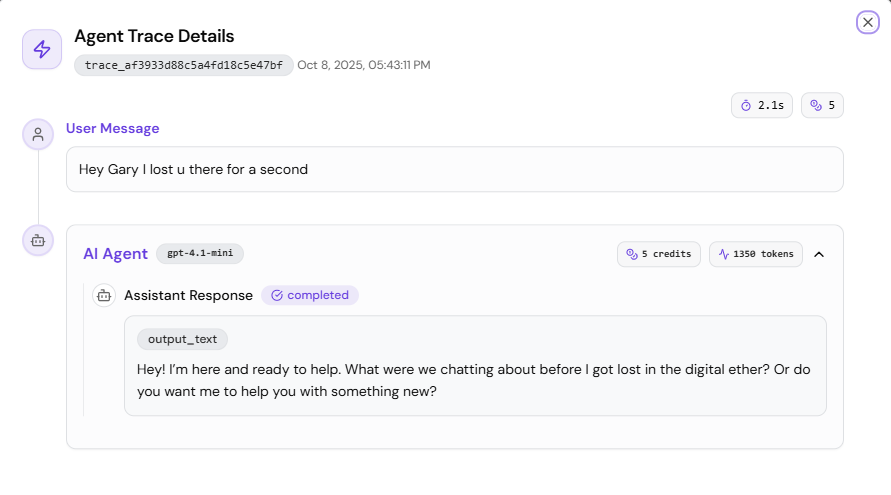 Agent Trace Details
trace_af3933d88c5a4fd18c5e47bf Oct 8, 2025, 05:43:11 PM
2.1s 5
User Message
Hey Gary I lost u there for a second
AI Agent gpt-4.1-mini 5 credits 1350 tokens
Assistant Response completed
output_text
Hey! I’m here and ready to help. What were we chatting about before I got lost in the digital ether? Or do
you want me to help you with something new?